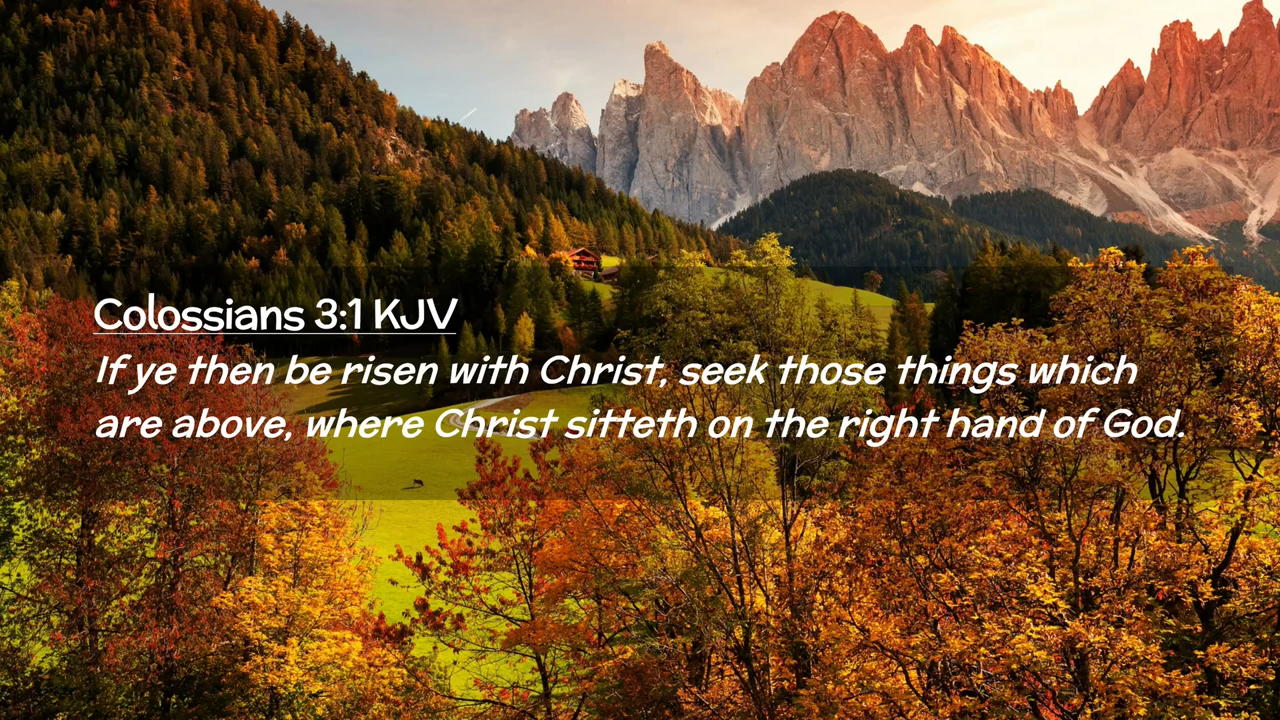 Colossians 3:1 KJV
If ye then be risen with Christ, seek those things which
are above, where Christ sitteth on the right hand of God.